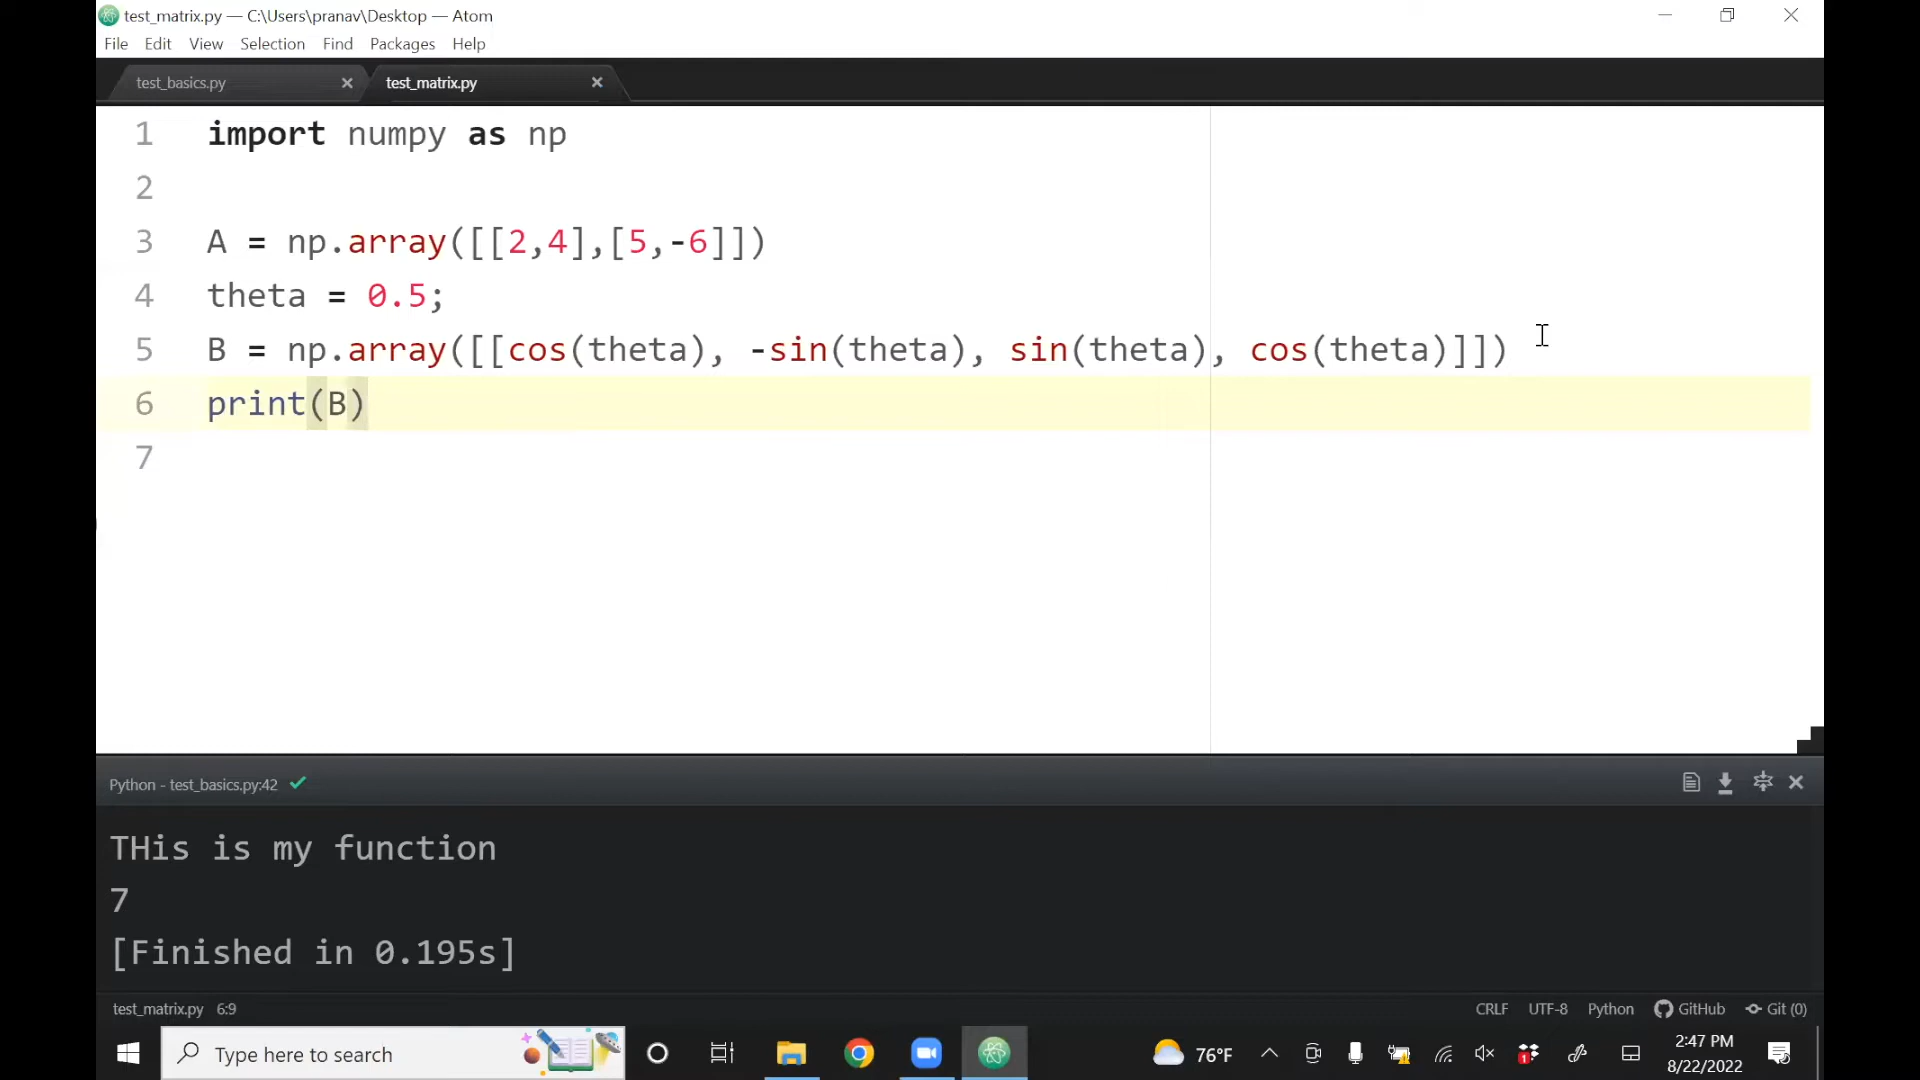 test_matrix.py — C:\Users\pranav\Desktop — Atom
File Edit View Selection Find Packages Help
test_basics.py test_matrix.py
1 import numpy as np
2
3 A = np.array([[2,4],[5,-6]])
4 theta = 0.5;
5 B = np.array([[cos(theta), -sin(theta), sin(theta), cos(theta)]])
6 print(B)
7
Python - test_basics.py:42
THis is my function
7
[Finished in 0.195s]
test_matrix.py 6:9 CRLF UTF-8 Python GitHub Git (0)
Type here to search 76°F 1 2:47 PM
8/22/2022